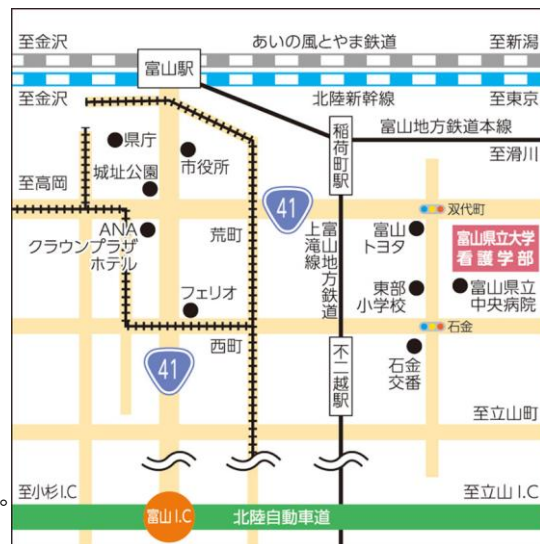 至金沢
あいの風とやま鉄道
至新潟
富山駅
至金沢
北陸新幹線
至東京
稲荷町駅
富山地方鉄道本線
至滑川
県庁
市役所
城址公園
至高岡
41
双代町
ANA
クラウンプラザ
ホテル
荒町
富山地方鉄道
上滝線
富山
トヨタ
富山県立大学
看護学部
フェリオ
東部
小学校
富山県立
中央病院
石金
西町
41
不二越駅
石金
交番
至立山町
至小杉I.C
至立山I.C
富山I.C
北陸自動車道
。